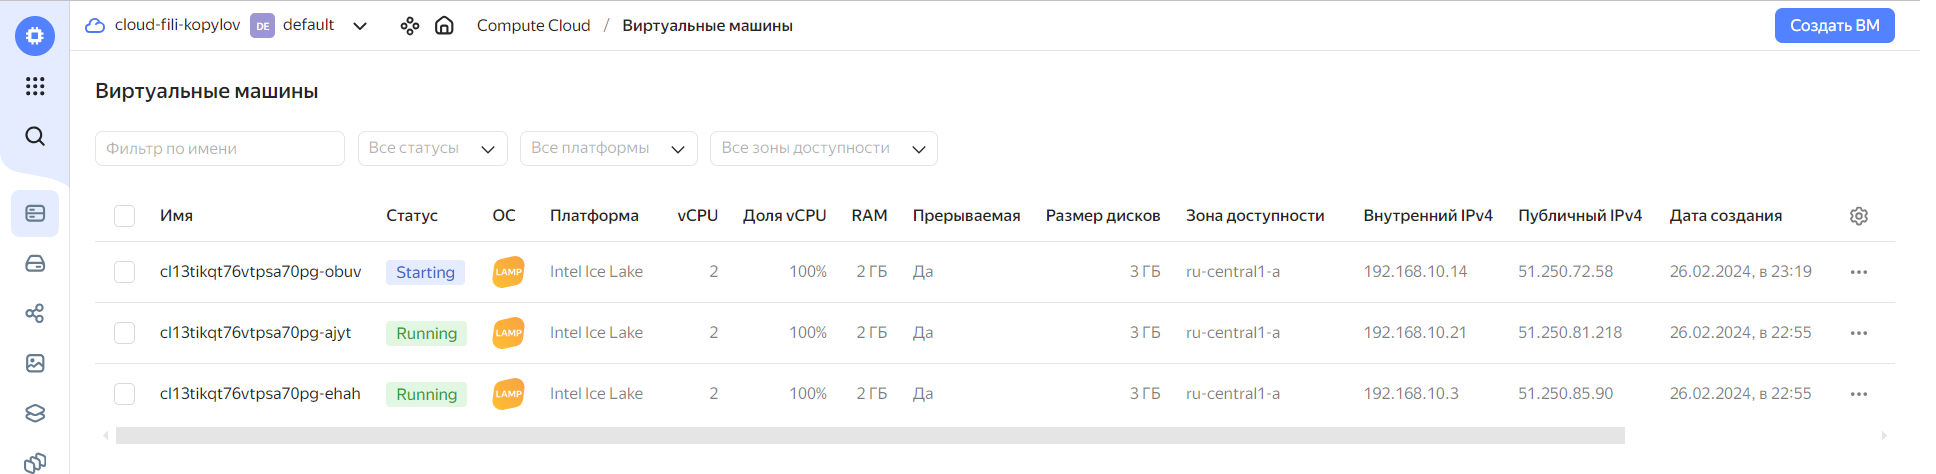 cloud-fili-kopylov DE default Compute Cloud / Виртуальные машины Создать ВМ
Виртуальные машины
Фильтр по имени Все статусы Все платформы Все зоны доступности
Имя Статус ОС Платформа vCPU Доля vCPU RAM Прерываемая Размер дисков Зона доступности Внутренний IPv4 Публичный IPv4 Дата создания
cl13tikqt76vtpsa70pg-obuv Starting LAMP Intel Ice Lake 2 100% 2 ГБ Да 3 ГБ ru-central1-a 192.168.10.14 51.250.72.58 26.02.2024, в 23:19
cl13tikqt76vtpsa70pg-ajyt Running LAMP Intel Ice Lake 2 100% 2 ГБ Да 3 ГБ ru-central1-a 192.168.10.21 51.250.81.218 26.02.2024, в 22:55
cl13tikqt76vtpsa70pg-ehah Running LAMP Intel Ice Lake 2 100% 2 ГБ Да 3 ГБ ru-central1-a 192.168.10.3 51.250.85.90 26.02.2024, в 22:55